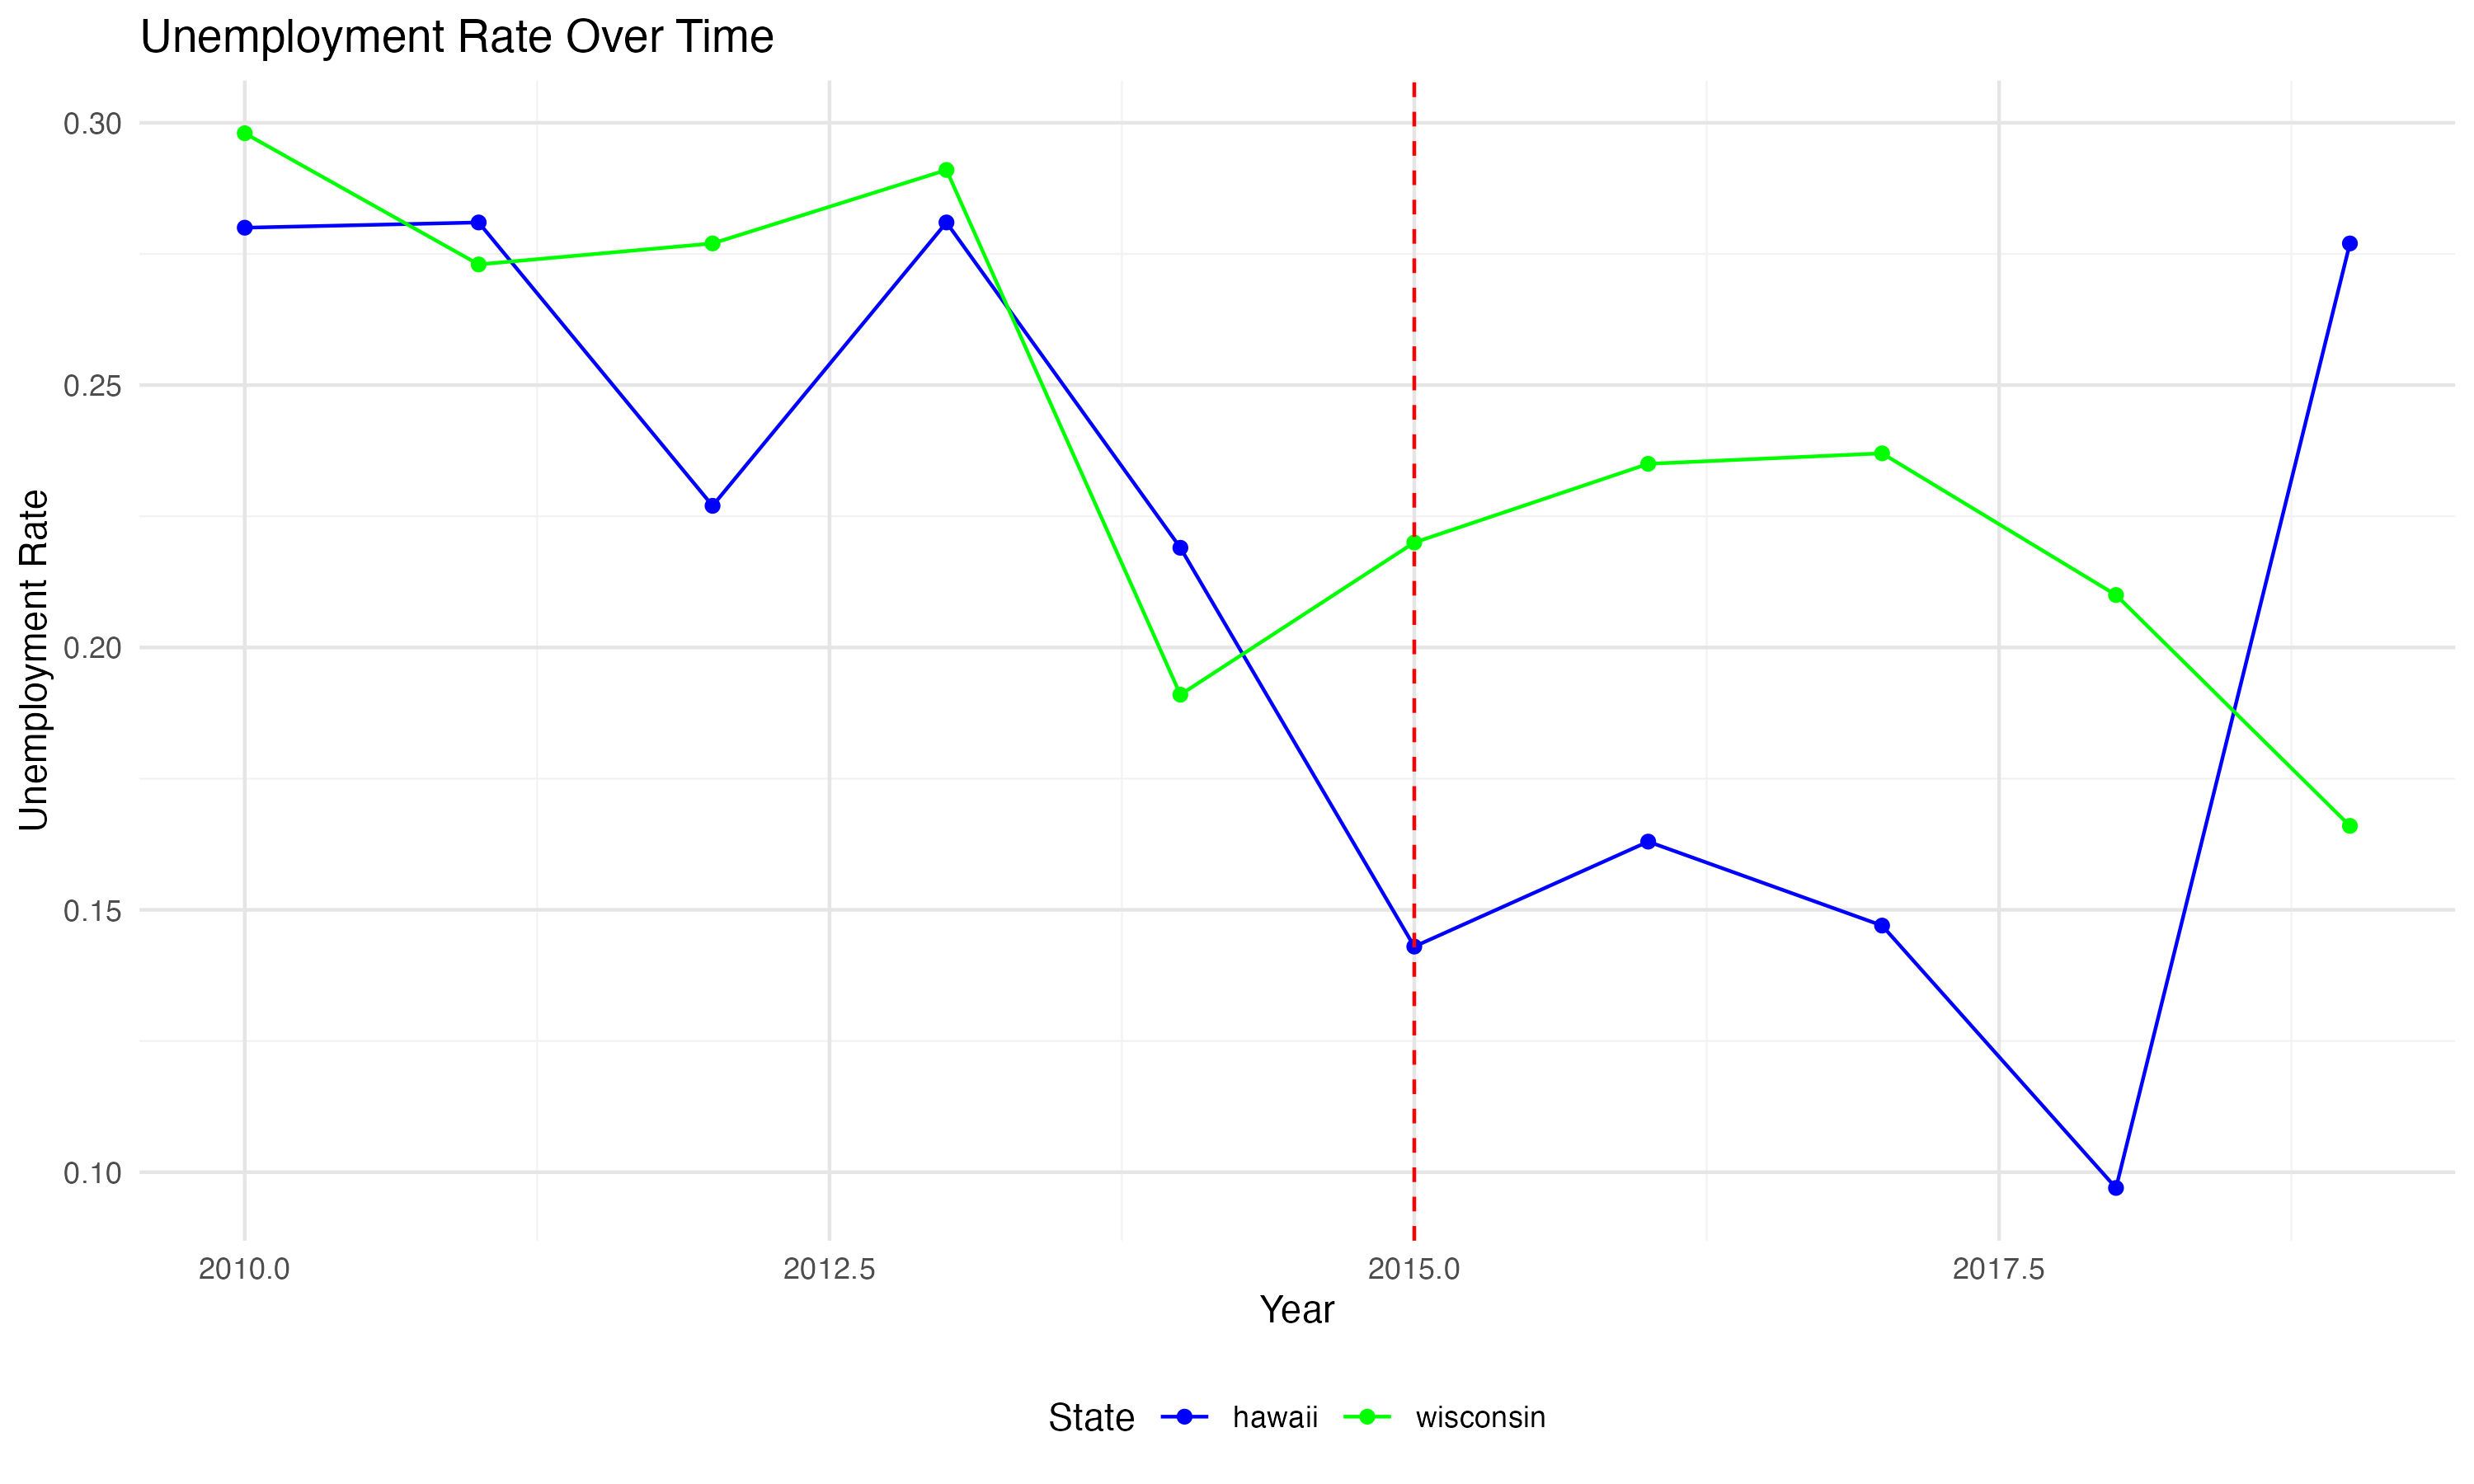 Unemployment Rate Over Time
Unemployment Rate
0.30
0.25
0.20
0.15
0.10
2010.0 2012.5 2015.0 2017.5
Year
State hawaii wisconsin